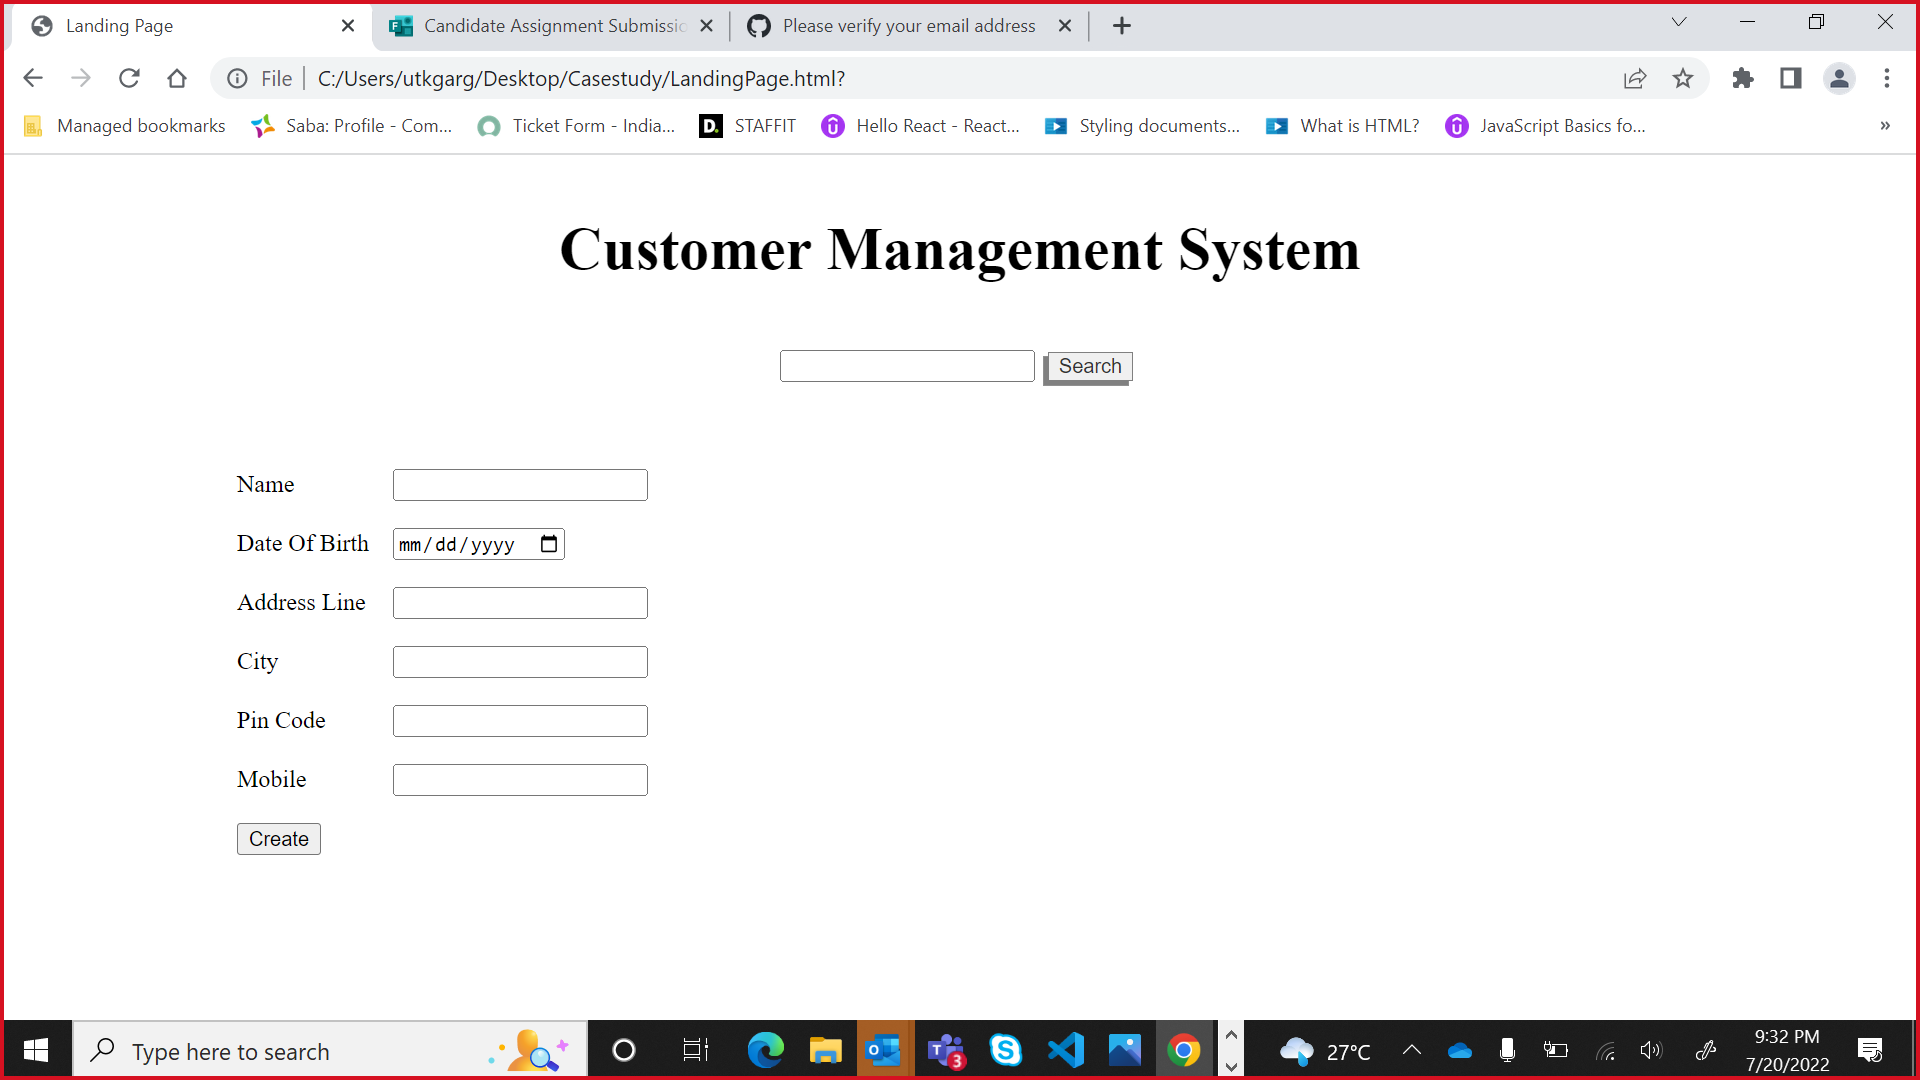 Landing Page
Candidate Assignment Submissio
Please verify your email address
File
C:/Users/utkgarg/Desktop/Casestudy/LandingPage.html?
Managed bookmarks
Saba: Profile - Com...
Ticket Form - India...
D. STAFFIT
Hello React - React...
Styling documents...
What is HTML?
JavaScript Basics fo...
»
Customer Management System
Search
Name
Date Of Birth mm/dd/yyyy
Address Line
City
Pin Code
Mobile
Create
Type here to search
3
27°C
9:32 PM
7/20/2022